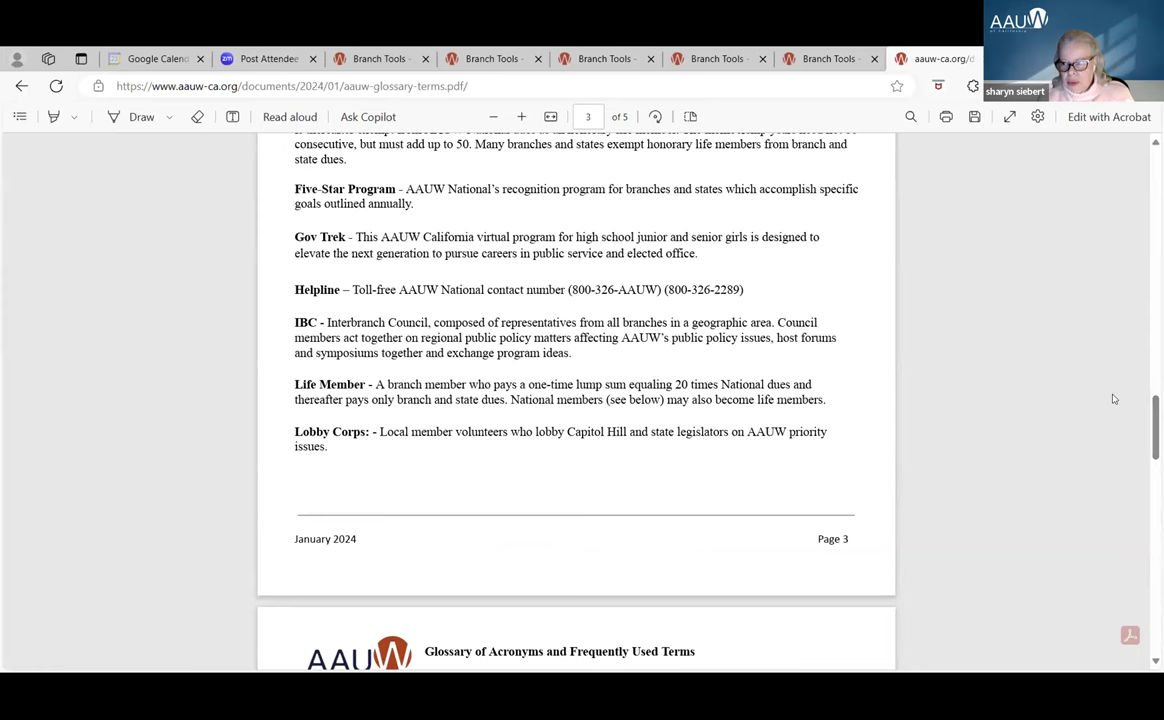 AAUW
of California
sharyn siebert
Google Calend
Post Attendee
Branch Tools -
Branch Tools -
Branch Tools -
Branch Tools -
Branch Tools -
aauw-ca.org/d
https://www.aauw-ca.org/documents/2024/01/aauw-glossary-terms.pdf/
Draw
Read aloud
Ask Copilot
3
of 5
Edit with Acrobat
consecutive, but must add up to 50. Many branches and states exempt honorary life members from branch and
state dues.
Five-Star Program - AAUW National’s recognition program for branches and states which accomplish specific
goals outlined annually.
Gov Trek - This AAUW California virtual program for high school junior and senior girls is designed to
elevate the next generation to pursue careers in public service and elected office.
Helpline – Toll-free AAUW National contact number (800-326-AAUW) (800-326-2289)
IBC - Interbranch Council, composed of representatives from all branches in a geographic area. Council
members act together on regional public policy matters affecting AAUW’s public policy issues, host forums
and symposiums together and exchange program ideas.
Life Member - A branch member who pays a one-time lump sum equaling 20 times National dues and
thereafter pays only branch and state dues. National members (see below) may also become life members.
Lobby Corps: - Local member volunteers who lobby Capitol Hill and state legislators on AAUW priority
issues.
January 2024
Page 3
AAUW
Glossary of Acronyms and Frequently Used Terms